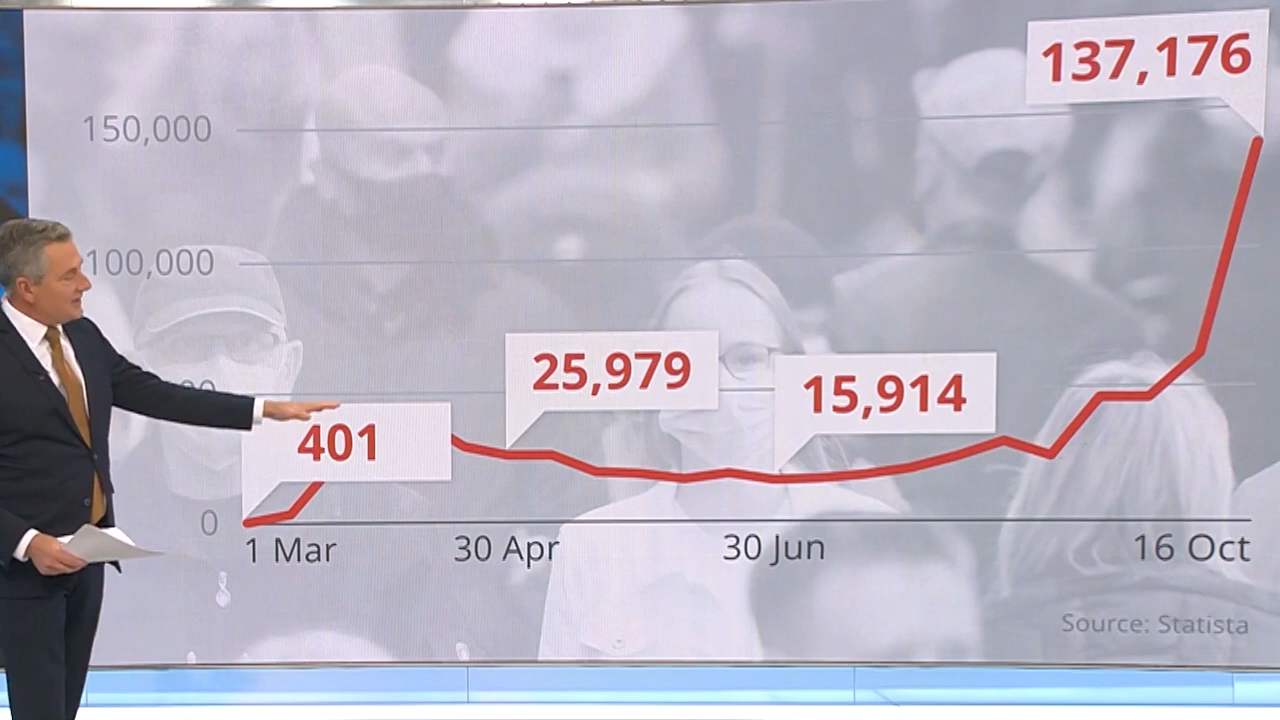 137,176
150,000
100,000
25,979
15,914
401
0
1 Mar
30 Apr
30 Jun
16 Oct
Source: Statista